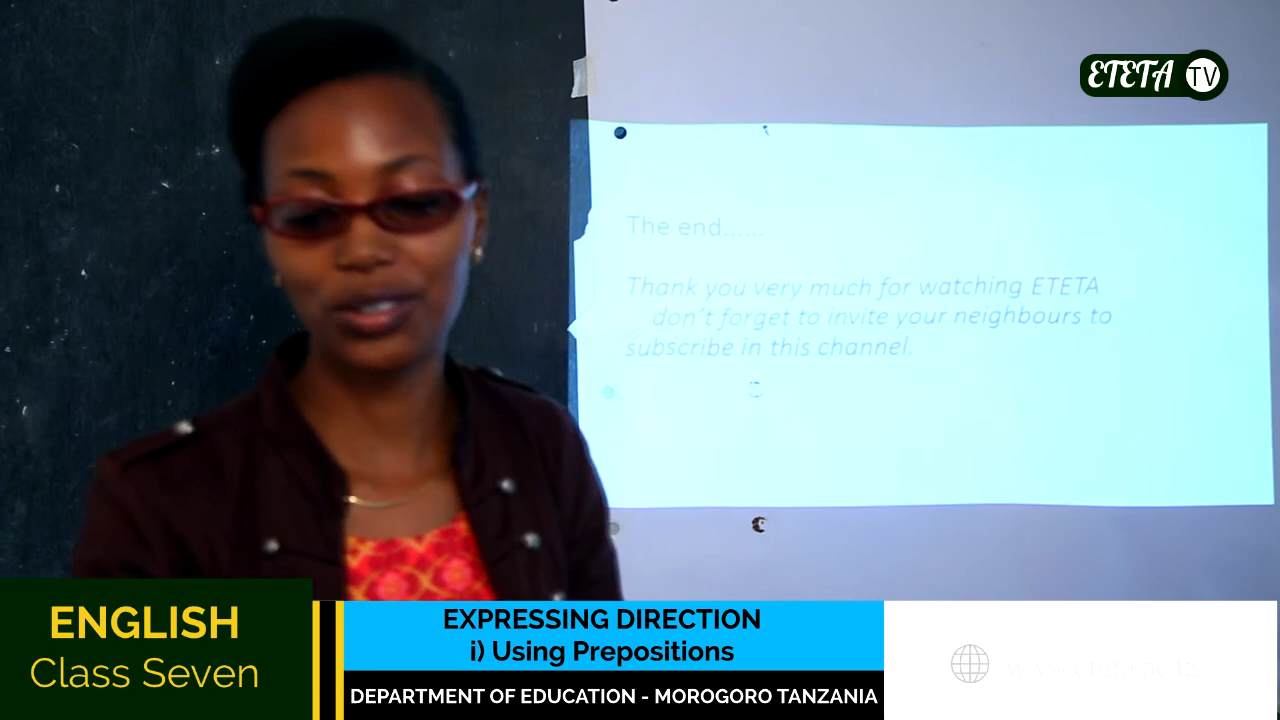 ETETA TV
The end......
Thank you very much for watching ETETA
don't forget to invite your neighbours to
subscribe in this channel.
ENGLISH
Class Seven
EXPRESSING DIRECTION
i) Using Prepositions
DEPARTMENT OF EDUCATION - MOROGORO TANZANIA